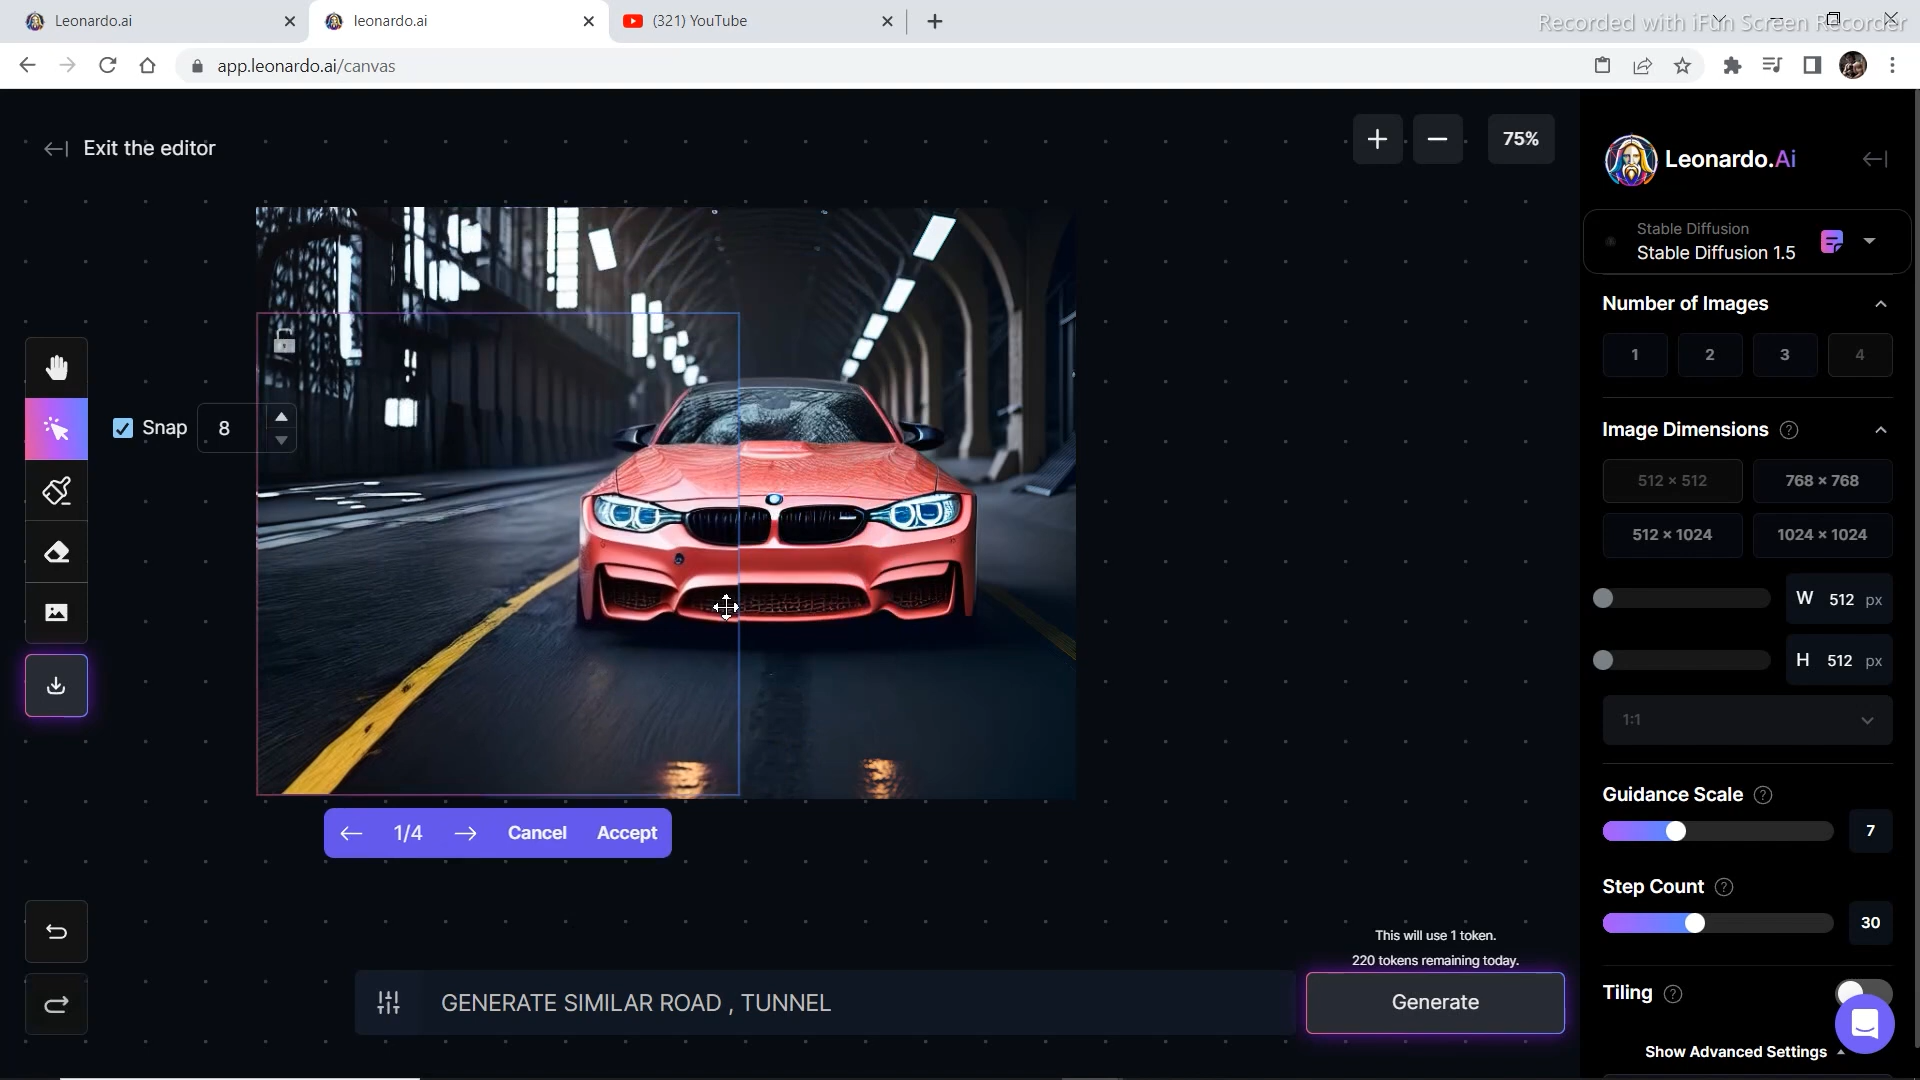 Leonardo.ai
leonardo.ai
(321) YouTube
Recorded with iFun Screen Recorder
app.leonardo.ai/canvas
Exit the editor
75%
Leonardo.Ai
Stable Diffusion
Stable Diffusion 1.5
Number of Images
1 2 3 4
Snap 8
Image Dimensions ?
512 × 512 768 × 768
512 × 1024 1024 × 1024
W 512 px
H 512 px
1:1
Guidance Scale ?
7
1/4 Cancel Accept
Step Count ?
30
This will use 1 token.
220 tokens remaining today.
GENERATE SIMILAR ROAD , TUNNEL
Generate
Tiling ?
Show Advanced Settings